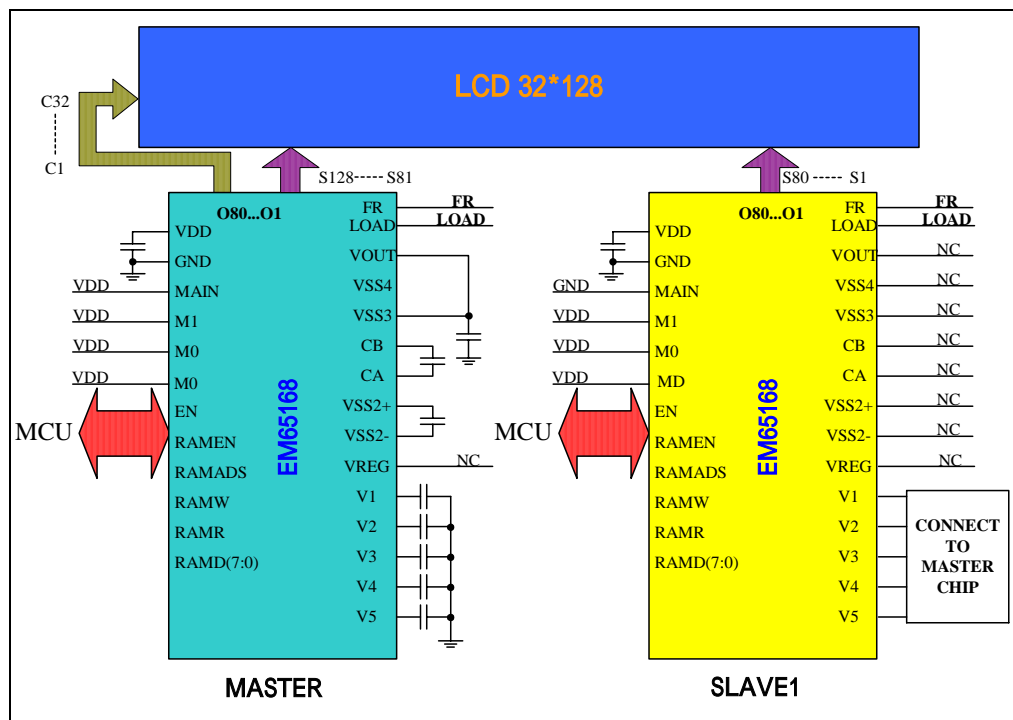 LCD 32*128
C32
C1
S128 ----- S81
S80 ----- S1
O80...O1
VDD
GND
MAIN
M1
M0
M0
EN
RAMEN
RAMADS
RAMW
RAMR
RAMD(7:0)
VDD
VDD
VDD
VDD
MCU
EM65168
FR
LOAD
VOUT
VSS4
VSS3
CB
CA
VSS2+
VSS2-
VREG
V1
V2
V3
V4
V5
FR
LOAD
NC
MASTER
O80...O1
VDD
GND
MAIN
M1
M0
MD
EN
RAMEN
RAMADS
RAMW
RAMR
RAMD(7:0)
GND
VDD
VDD
VDD
MCU
EM65168
FR
LOAD
VOUT
VSS4
VSS3
CB
CA
VSS2+
VSS2-
VREG
V1
V2
V3
V4
V5
FR
LOAD
NC
NC
NC
NC
NC
NC
NC
NC
CONNECT
TO
MASTER
CHIP
SLAVE1